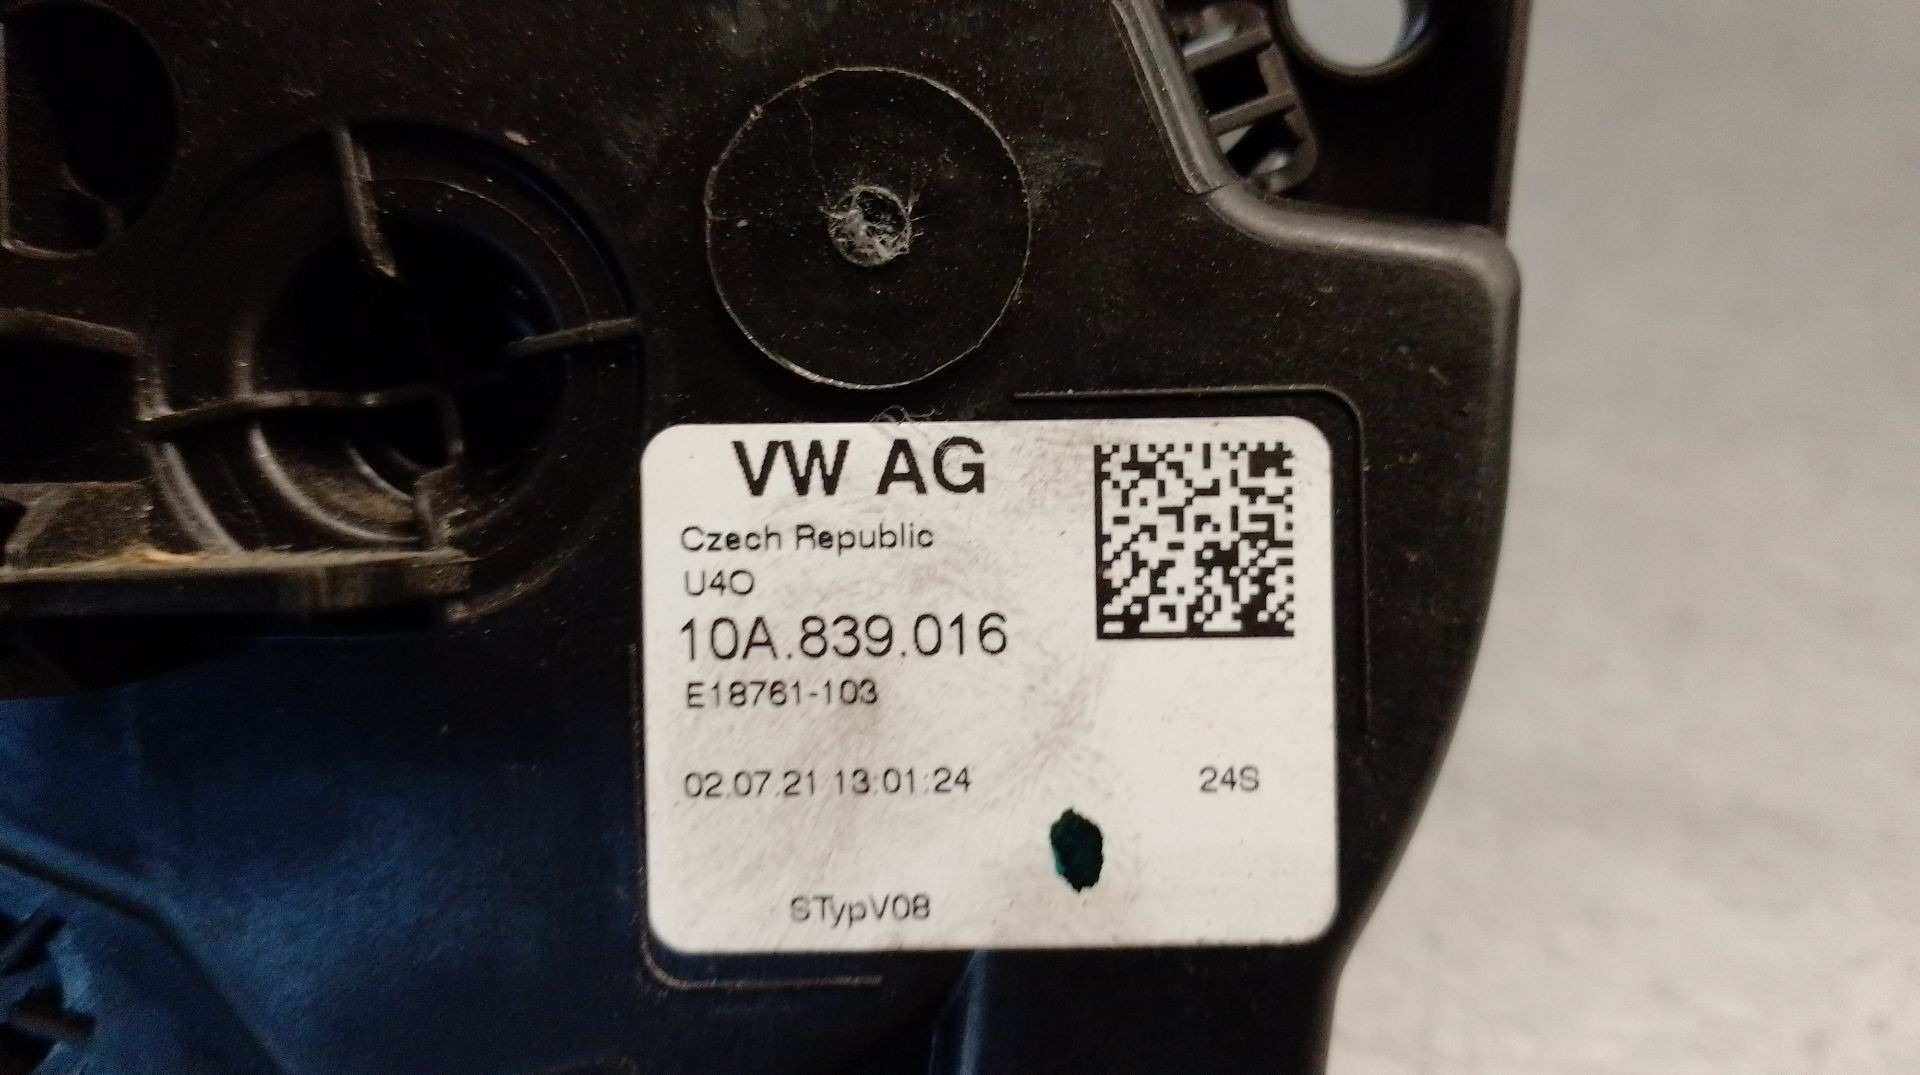 VW AG
Czech Republic
U4O
10A.839.016
E18761-103
02.07.21 13:01:24 24S
STypV08